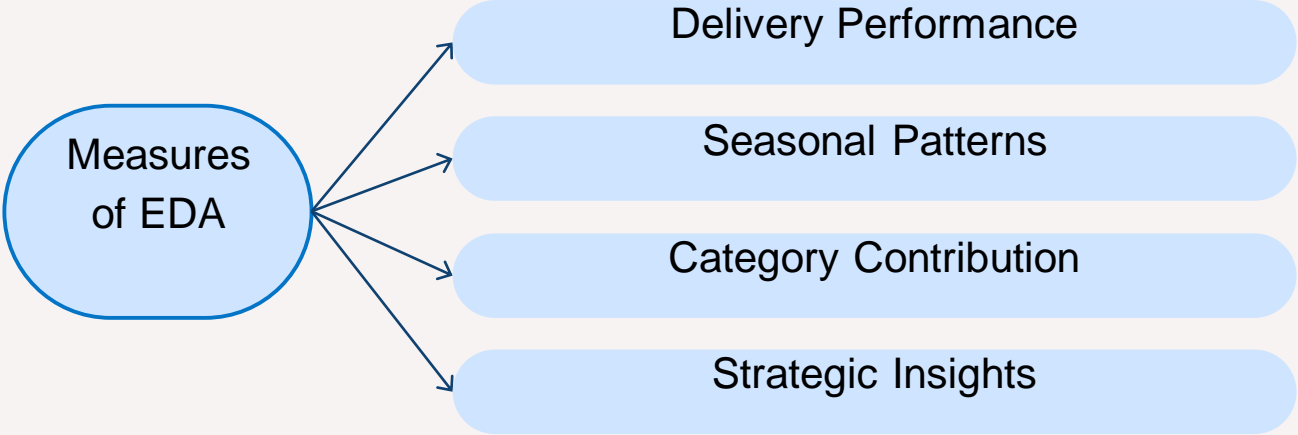 Measures
of EDA
Delivery Performance
Seasonal Patterns
Category Contribution
Strategic Insights